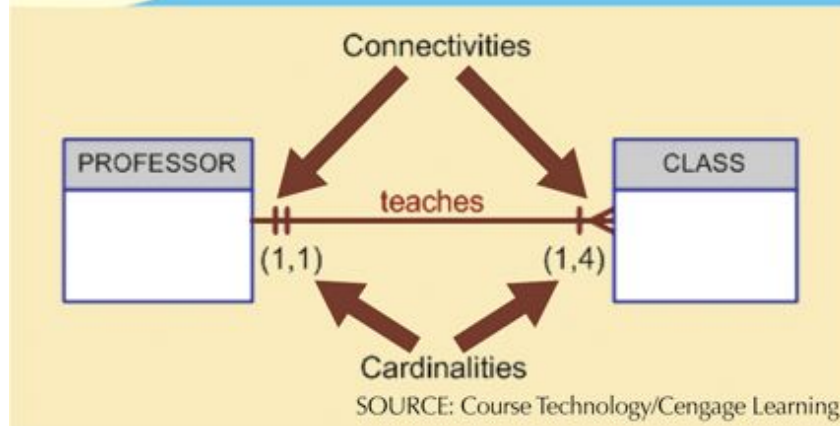 Connectivities
PROFESSOR
CLASS
teaches
(1,1)
(1,4)
Cardinalities
SOURCE: Course Technology/Cengage Learning